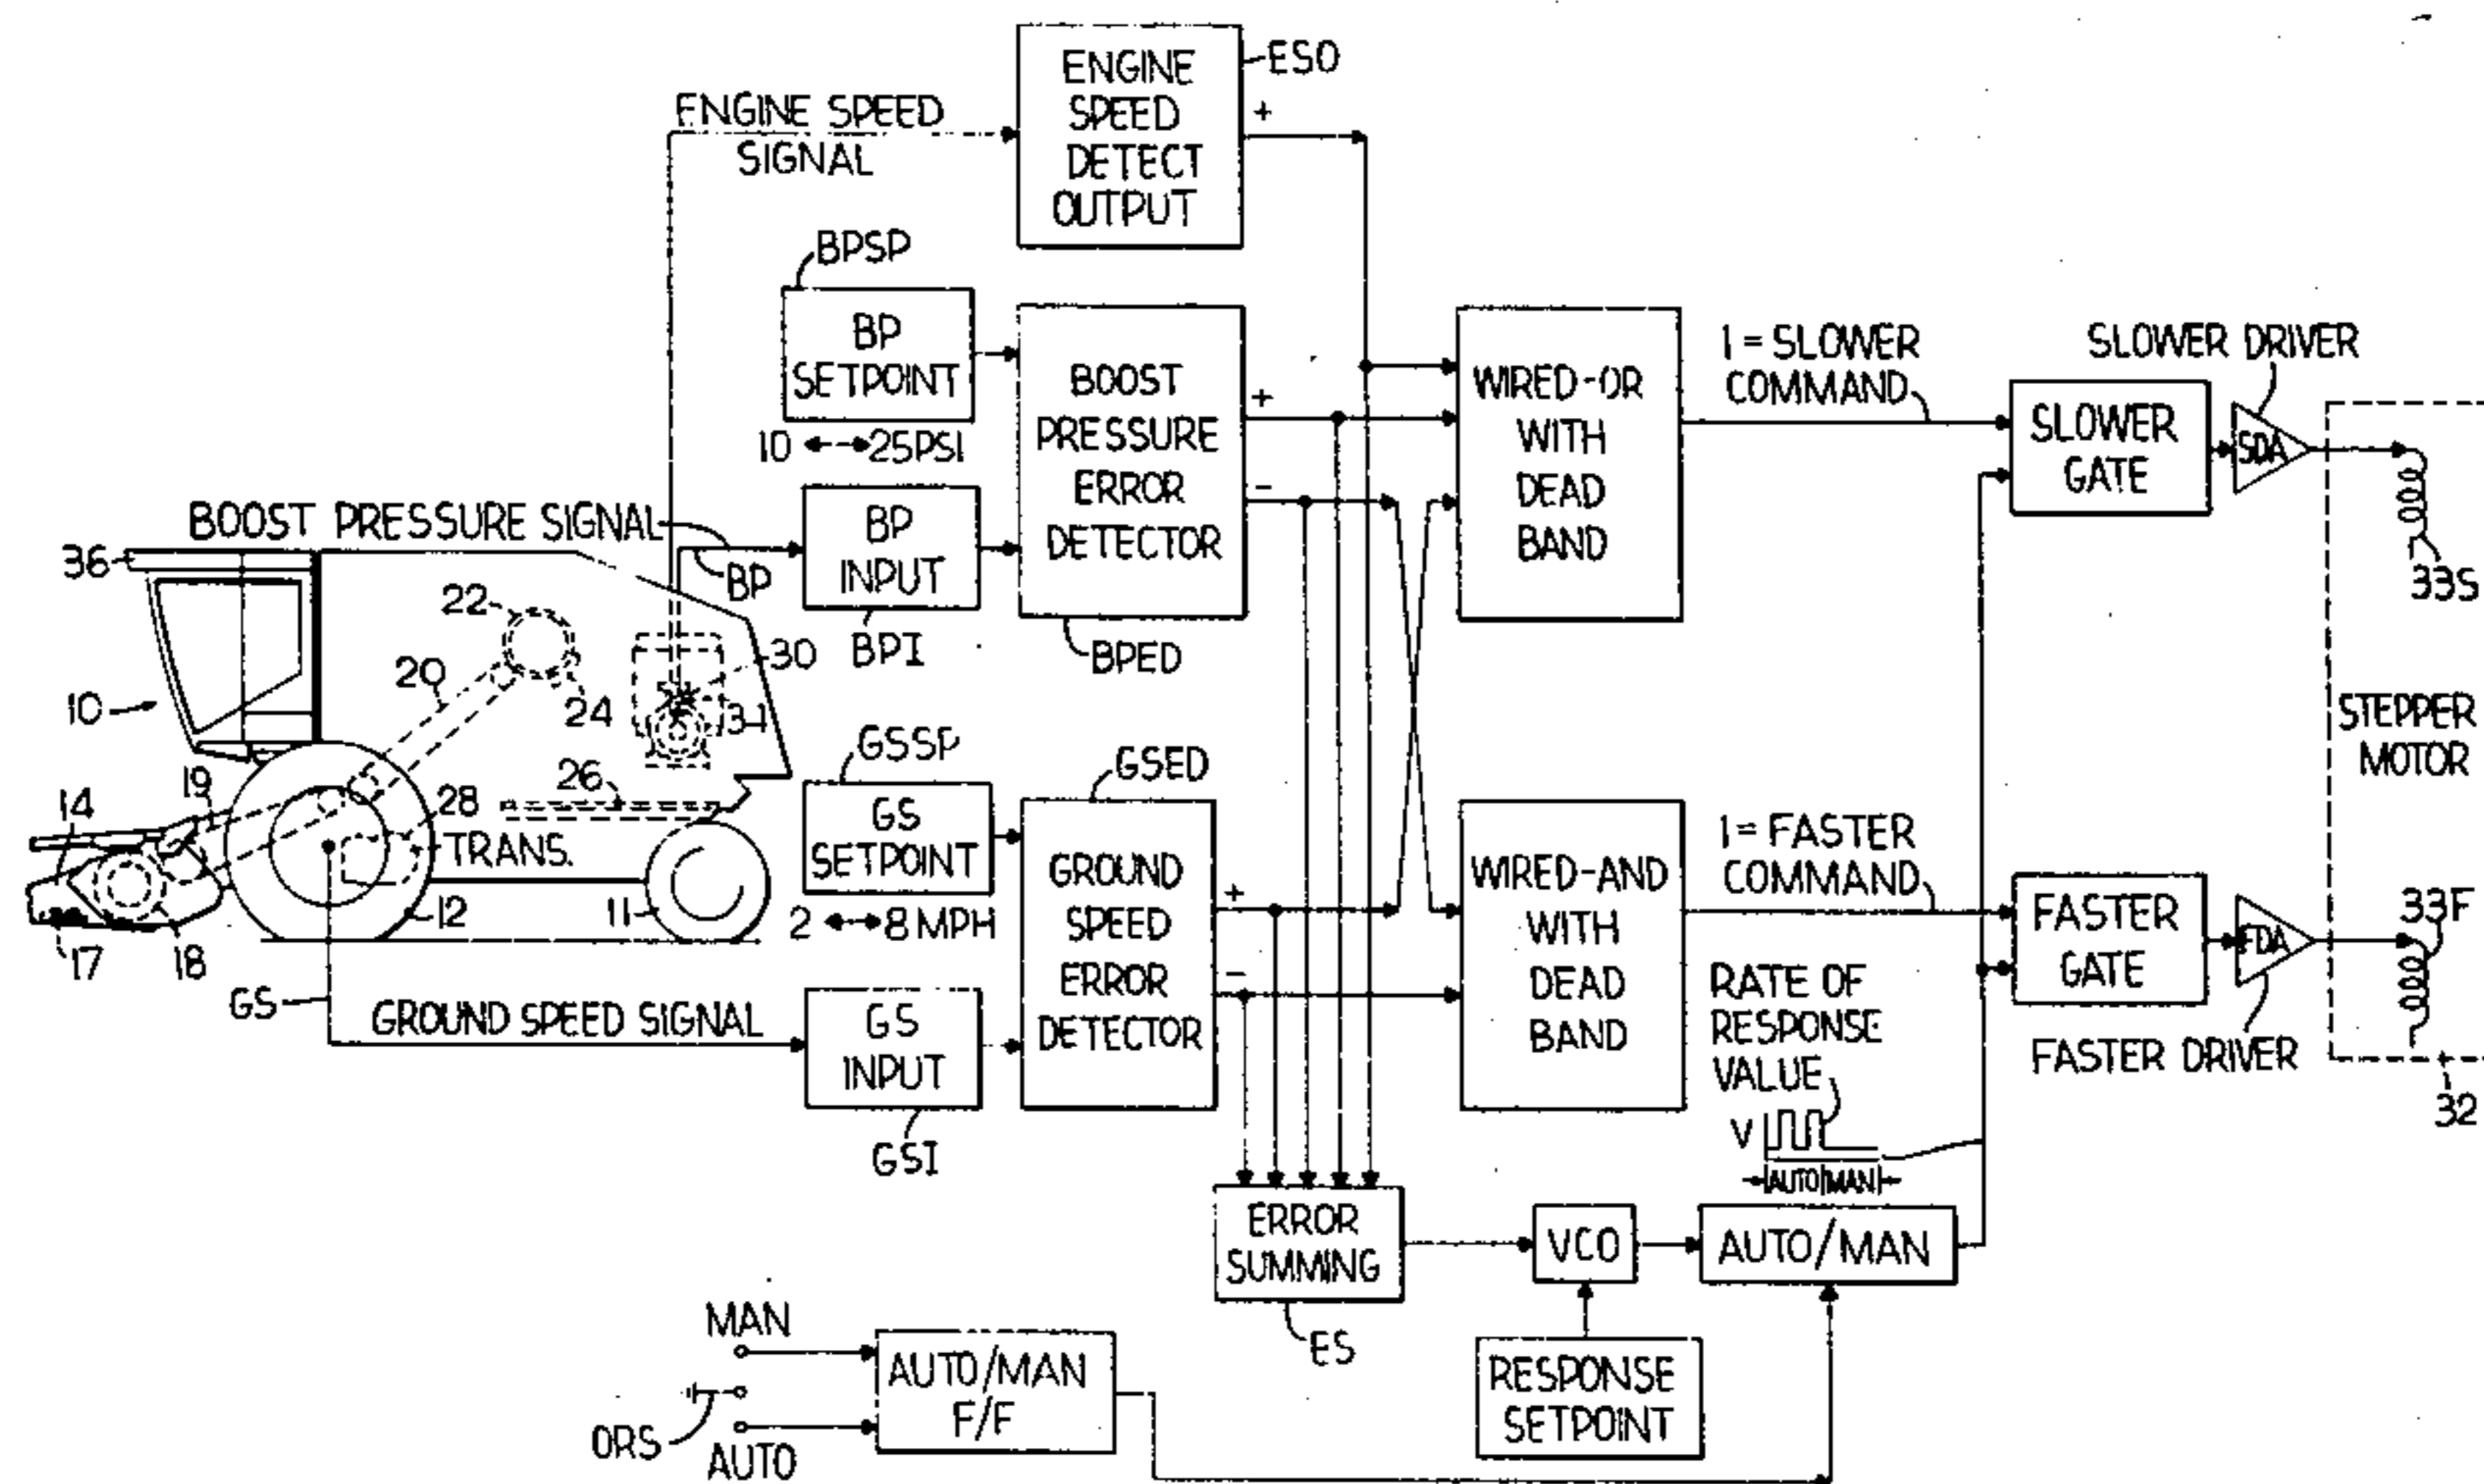 ENGINE SPEED
SIGNAL
ENGINE
SPEED
DETECT
OUTPUT
ESO
+
BPSP
BP
SETPOINT
10 ↔ 25PSI
BOOST PRESSURE SIGNAL
BP
BP
INPUT
BPI
BOOST
PRESSURE
ERROR
DETECTOR
+
-
BPED
WIRED-OR
WITH
DEAD
BAND
1 = SLOWER
COMMAND
SLOWER
GATE
SLOWER DRIVER
SDA
33S
STEPPER
MOTOR
36
22
20
24
30
31
10
19
14
26
28
TRANS.
17
18
12
11
GS
GROUND SPEED SIGNAL
GSSP
GS
SETPOINT
2 ↔ 8 MPH
GS
INPUT
GSI
GSED
GROUND
SPEED
ERROR
DETECTOR
+
-
WIRED-AND
WITH
DEAD
BAND
1 = FASTER
COMMAND
FASTER
GATE
FDA
33F
FASTER DRIVER
32
RATE OF
RESPONSE
VALUE
V
AUTO MAN
ERROR
SUMMING
ES
VCO
AUTO/MAN
RESPONSE
SETPOINT
MAN
ORS
AUTO
AUTO/MAN
F/F